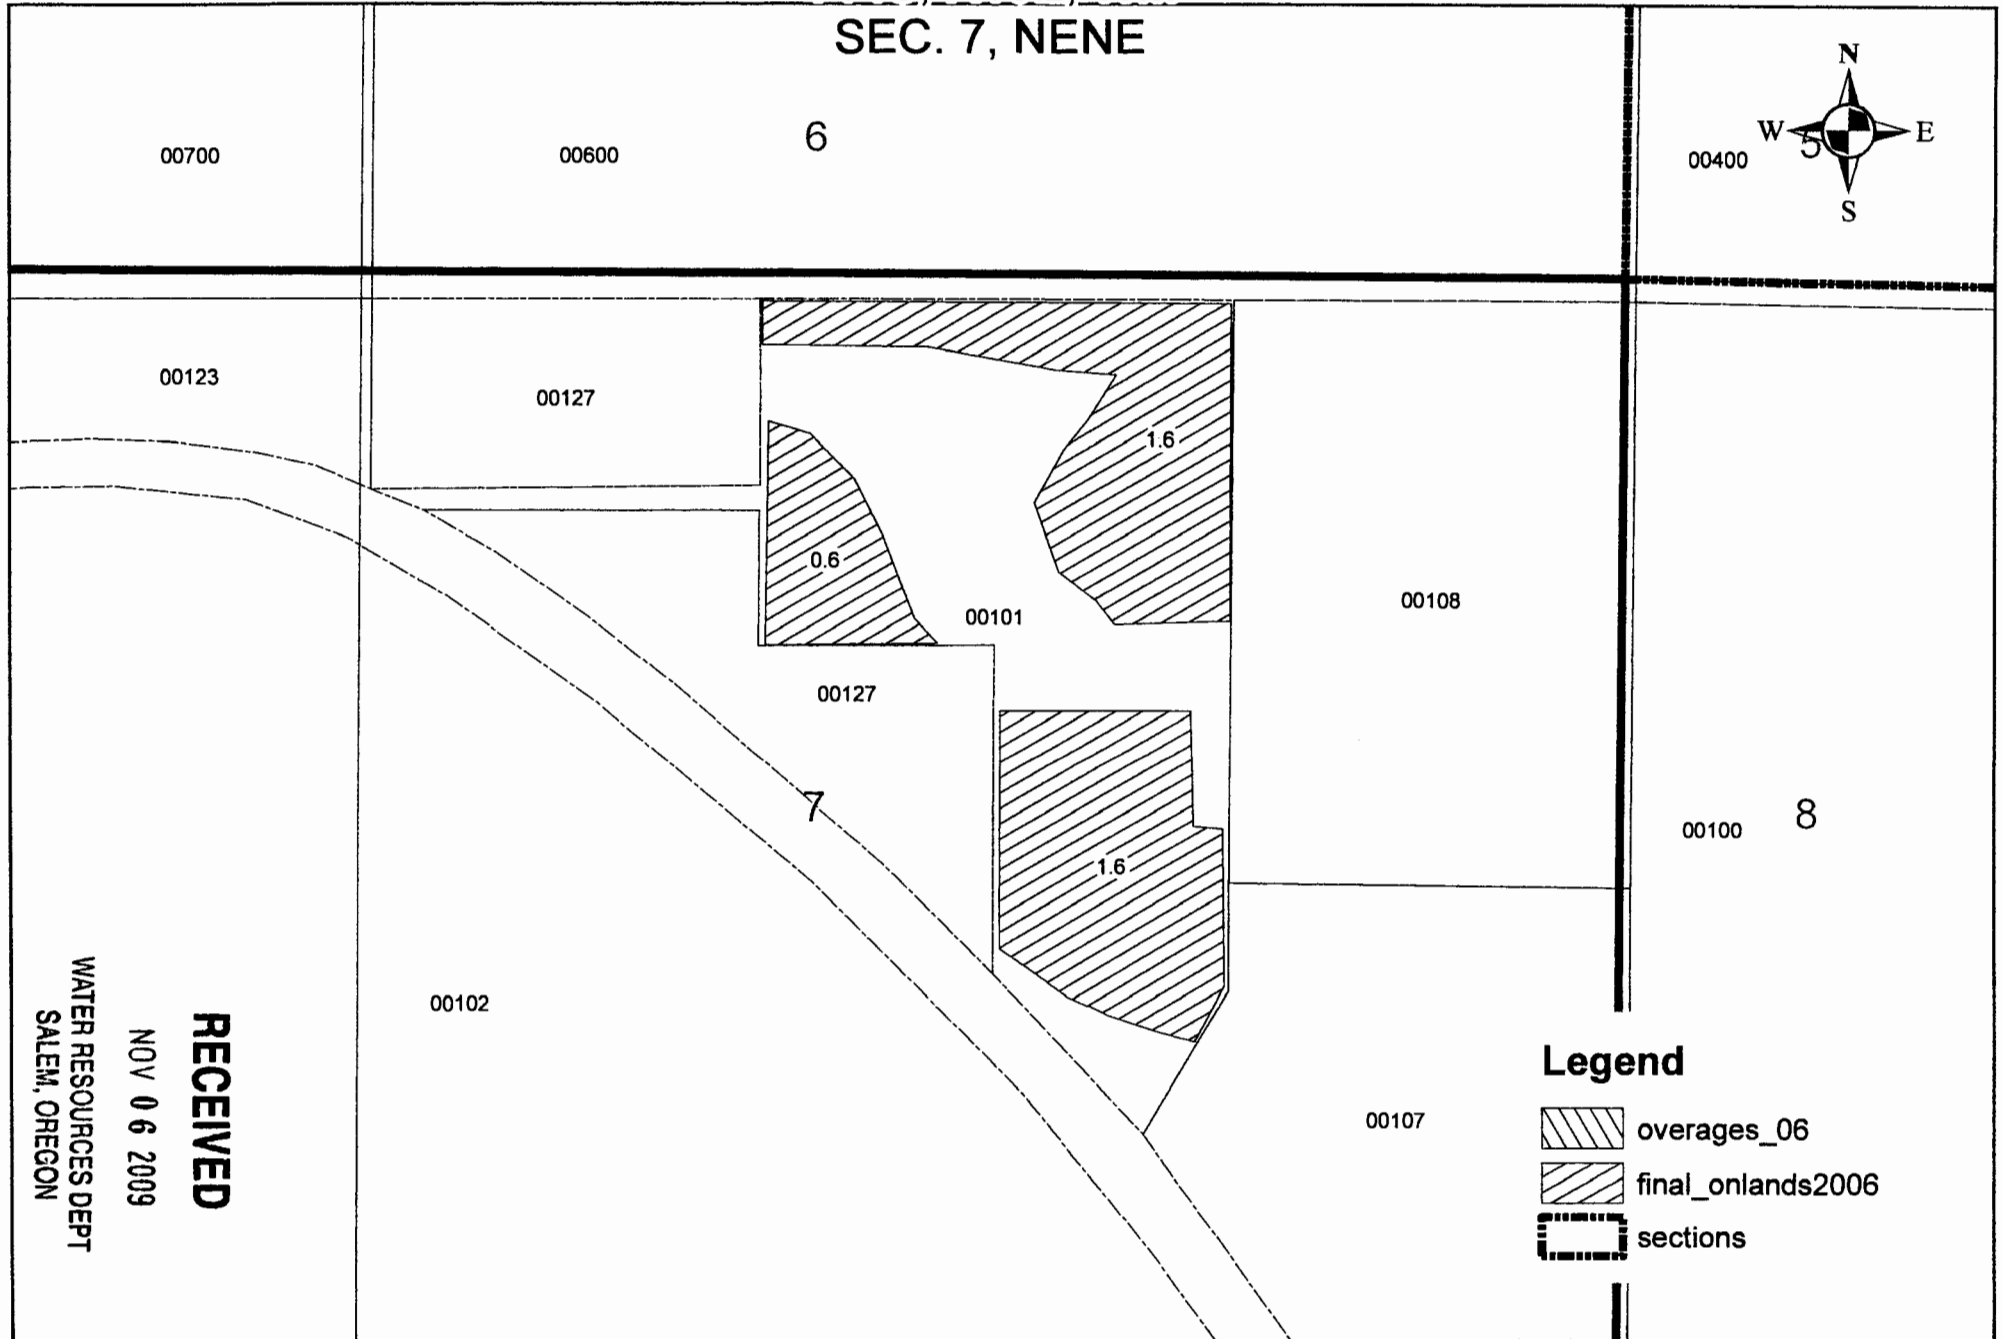 SEC. 7, NENE
N
W E
S
6
5
00700
00600
00400
00123
00127
1.6
0.6
00101
00108
00127
7
8
00100
1.6
00102
00107
RECEIVED
NOV 06 2009
WATER RESOURCES DEPT
SALEM, OREGON
Legend
overages_06
final_onlands2006
sections